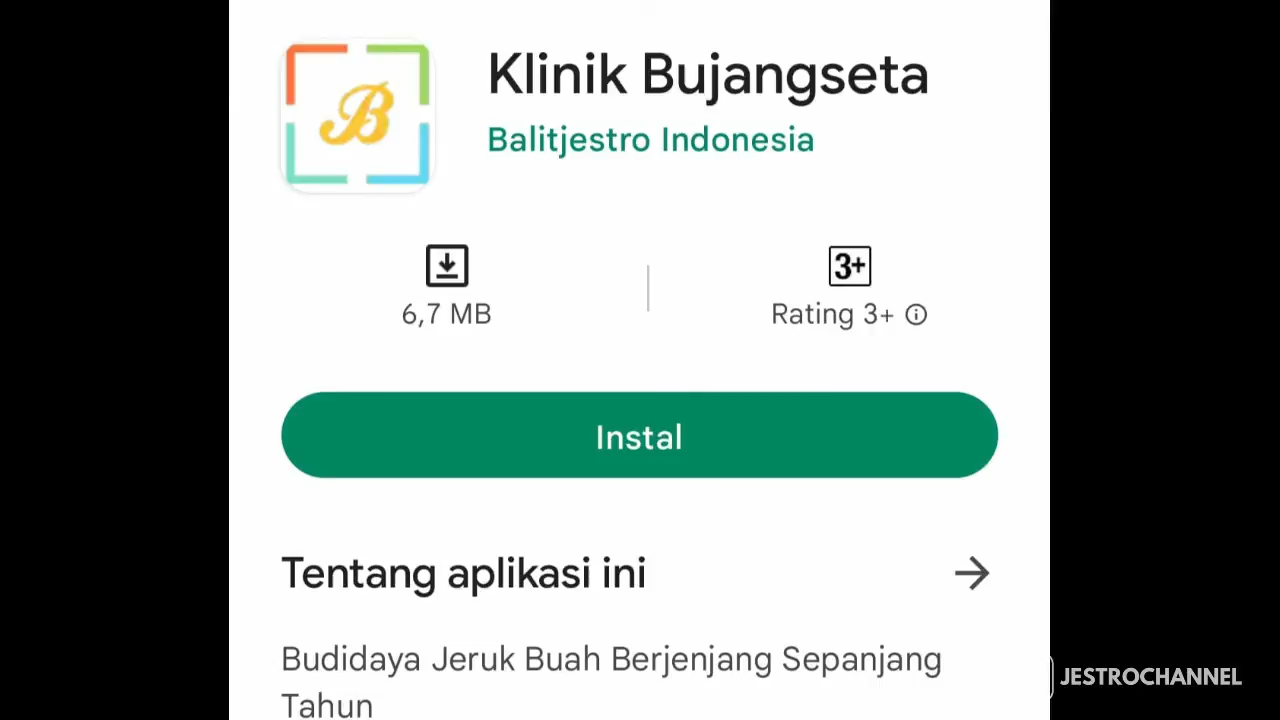 B
Klinik Bujangseta
Balitjestro Indonesia
3+
6,7 MB
Rating 3+
Instal
Tentang aplikasi ini
Budidaya Jeruk Buah Berjenjang Sepanjang
Tahun
JESTROCHANNEL